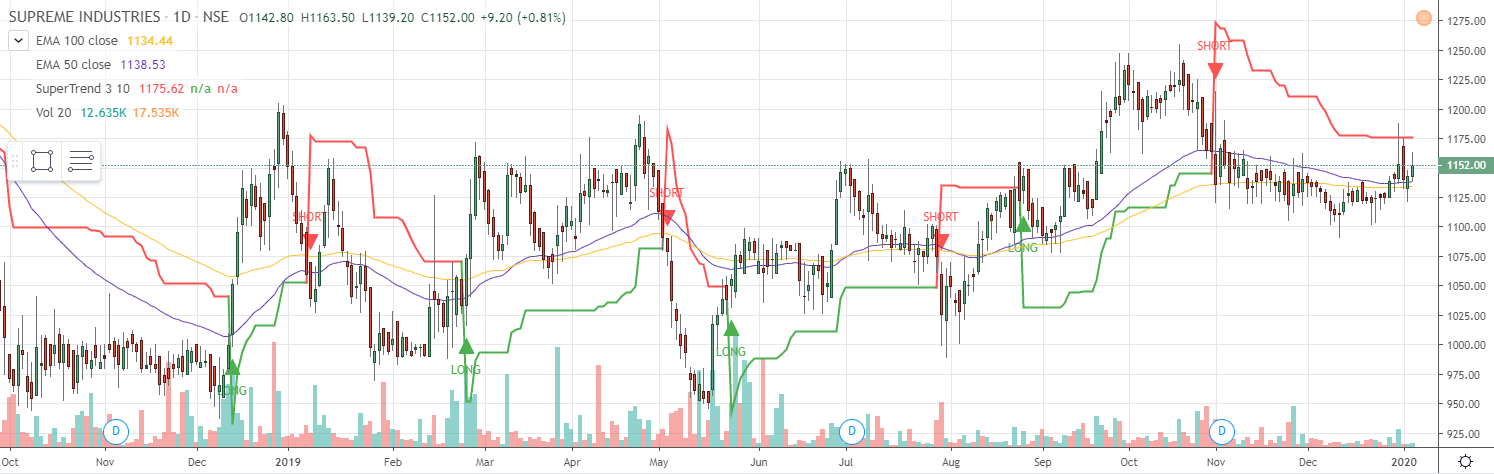 SUPREME INDUSTRIES · 1D · NSE O1142.80 H1163.50 L1139.20 C1152.00 +9.20 (+0.81%)
EMA 100 close 1134.44
EMA 50 close 1138.53
SuperTrend 3 10 1175.62 n/a n/a
Vol 20 12.635K 17.535K
SHORT
SHORT
SHORT
SHORT
LONG
LONG
LONG
LONG
1275.00
1250.00
1225.00
1200.00
1175.00
1152.00
1125.00
1100.00
1075.00
1050.00
1025.00
1000.00
975.00
950.00
925.00
D
D
D
Oct Nov Dec 2019 Feb Mar Apr May Jun Jul Aug Sep Oct Nov Dec 2020